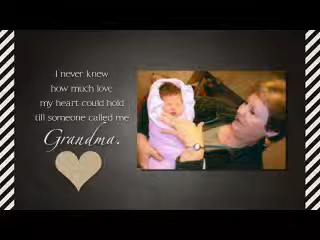 I never knew
how much love
my heart could hold
till someone called me
Grandma.